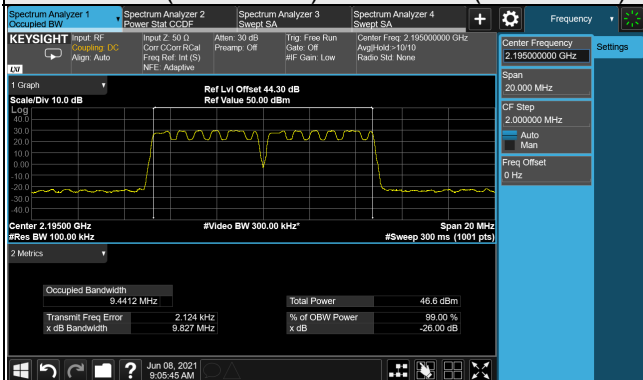 Spectrum Analyzer 1
Occupied BW
Spectrum Analyzer 2
Power Stat CCDF
Spectrum Analyzer 3
Swept SA
Spectrum Analyzer 4
Swept SA
Frequency
KEYSIGHT
Input: RF
Coupling: DC
Align: Auto
Input Z: 50 Ω
Corr CCorr RCal
Freq Ref: Int (S)
NFE: Adaptive
Atten: 30 dB
Preamp: Off
Trig: Free Run
Gate: Off
#IF Gain: Low
Center Freq: 2.195000000 GHz
Avg|Hold:>10/10
Radio Std: None
LXI
Center Frequency
2.195000000 GHz
Settings
Span
20.000 MHz
CF Step
2.000000 MHz
Auto
Man
Freq Offset
0 Hz
1 Graph
Scale/Div 10.0 dB
Ref Lvl Offset 44.30 dB
Ref Value 50.00 dBm
Log
40.0
30.0
20.0
10.0
0.00
-10.0
-20.0
-30.0
-40.0
Center 2.19500 GHz
#Res BW 100.00 kHz
#Video BW 300.00 kHz*
Span 20 MHz
#Sweep 300 ms (1001 pts)
2 Metrics
Occupied Bandwidth
9.4412 MHz
Total Power
46.6 dBm
Transmit Freq Error
2.124 kHz
% of OBW Power
99.00 %
x dB Bandwidth
9.827 MHz
x dB
-26.00 dB
?
Jun 08, 2021
9:05:45 AM